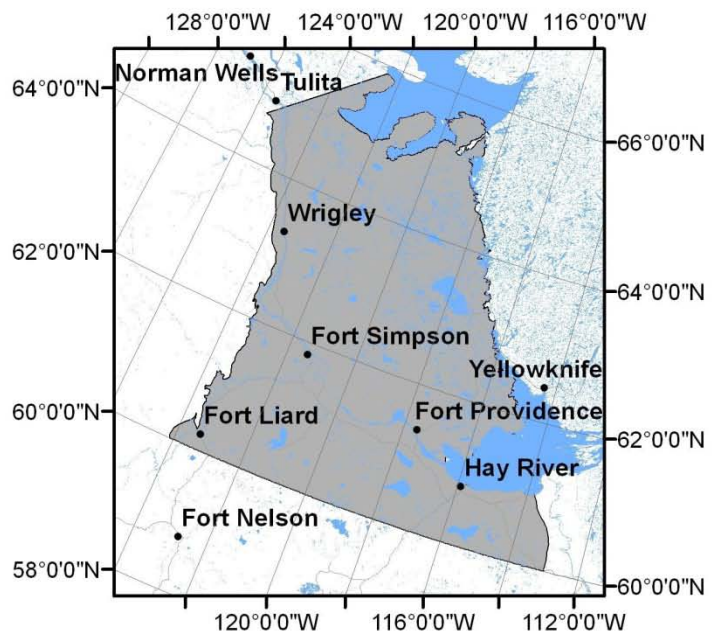 128°0'0"W 124°0'0"W 120°0'0"W 116°0'0"W
64°0'0"N
Norman Wells
Tulita
66°0'0"N
Wrigley
62°0'0"N
64°0'0"N
Fort Simpson
Yellowknife
60°0'0"N
Fort Liard
Fort Providence
62°0'0"N
Hay River
Fort Nelson
58°0'0"N
60°0'0"N
120°0'0"W 116°0'0"W 112°0'0"W